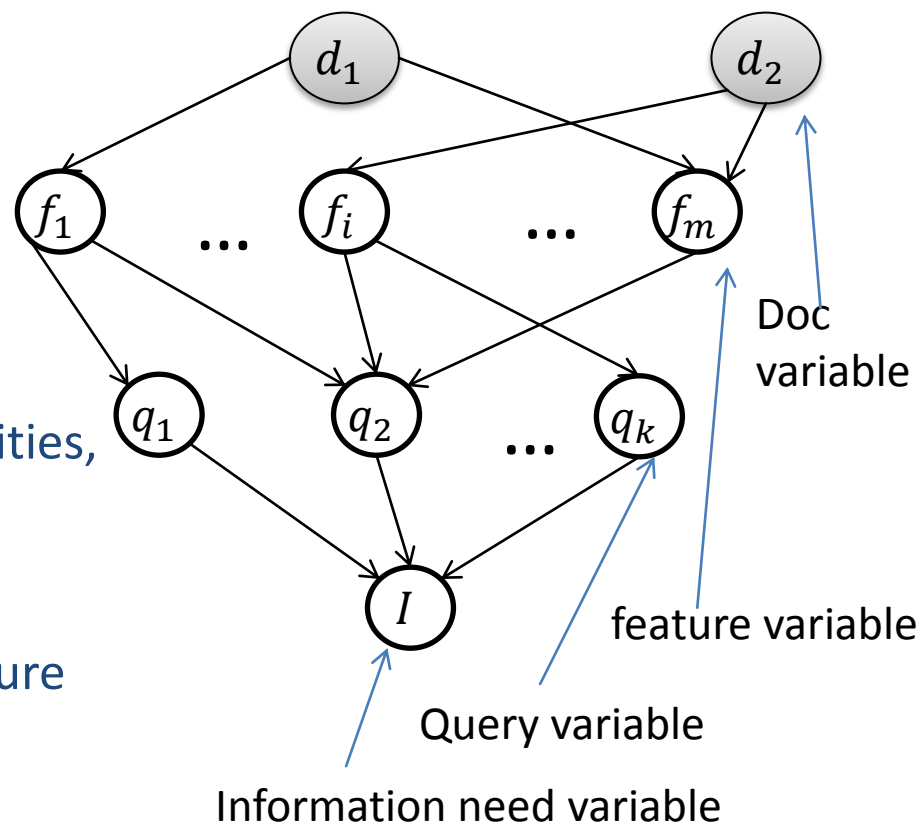 d₁ d₂
f₁ ... fᵢ ... fₘ
Doc
variable
q₁ q₂ ... qₖ
ities,
I
feature variable
ure
Query variable
Information need variable